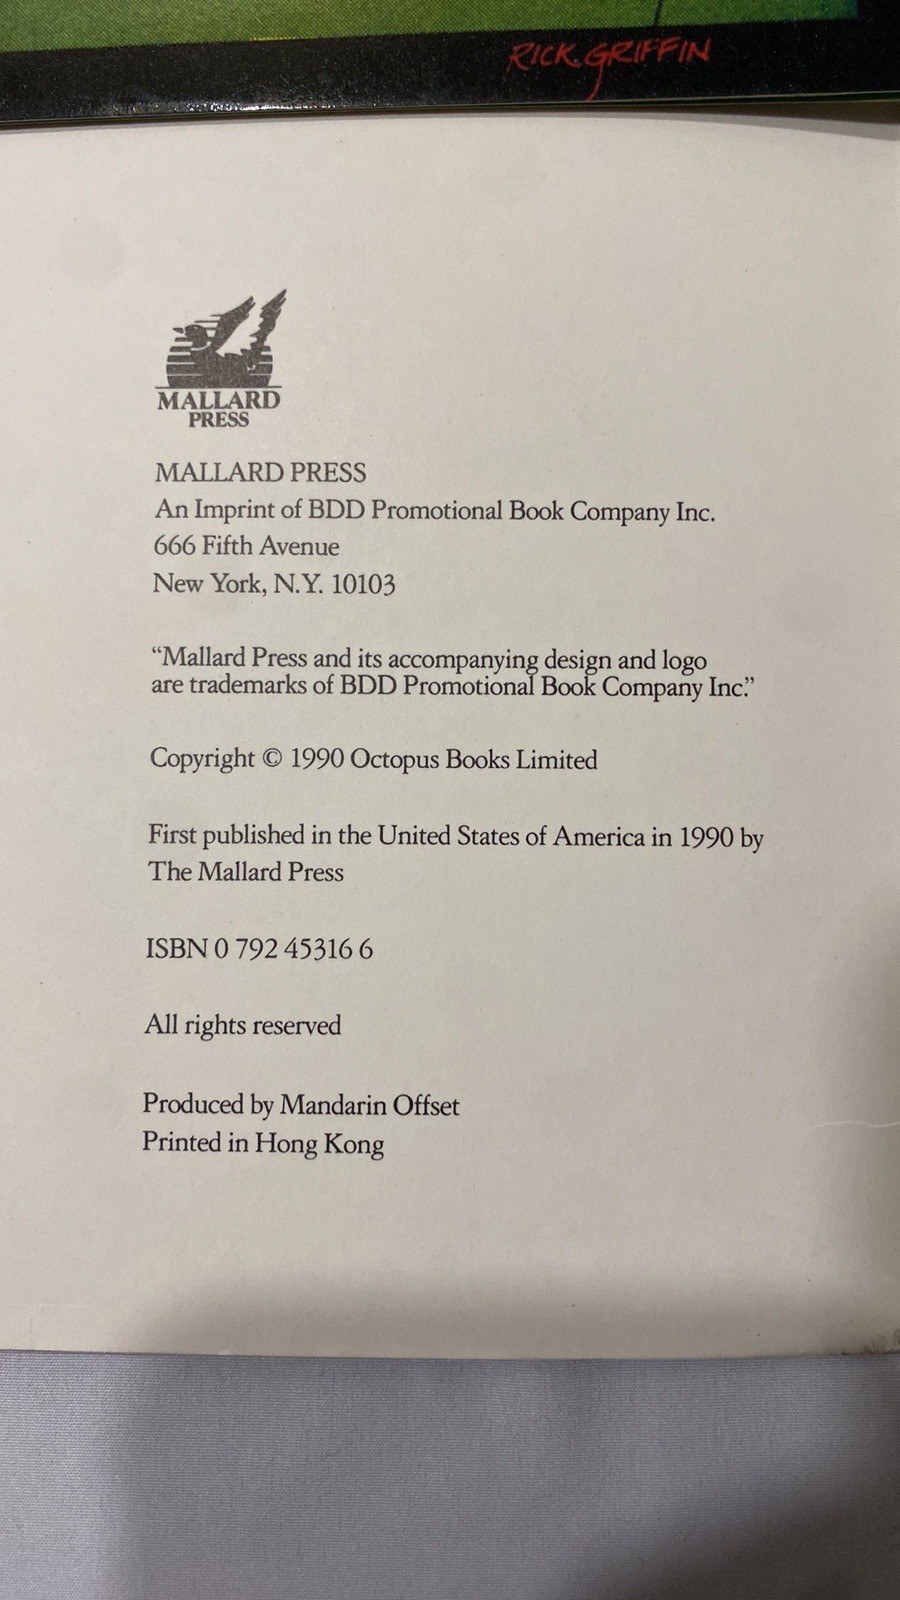 RICK GRIFFIN
MALLARD
PRESS
MALLARD PRESS
An Imprint of BDD Promotional Book Company Inc.
666 Fifth Avenue
New York, N.Y. 10103
“Mallard Press and its accompanying design and logo
are trademarks of BDD Promotional Book Company Inc.”
Copyright © 1990 Octopus Books Limited
First published in the United States of America in 1990 by
The Mallard Press
ISBN 0 792 45316 6
All rights reserved
Produced by Mandarin Offset
Printed in Hong Kong